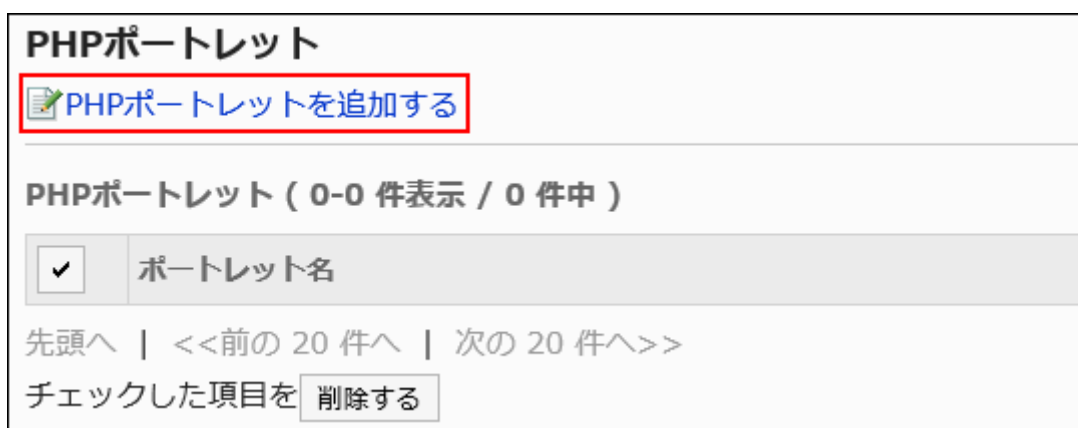 PHPポートレット
PHPポートレットを追加する
PHPポートレット ( 0-0 件表示 / 0 件中 )
ポートレット名
先頭へ | <<前の 20 件へ | 次の 20 件へ>>
チェックした項目を 削除する